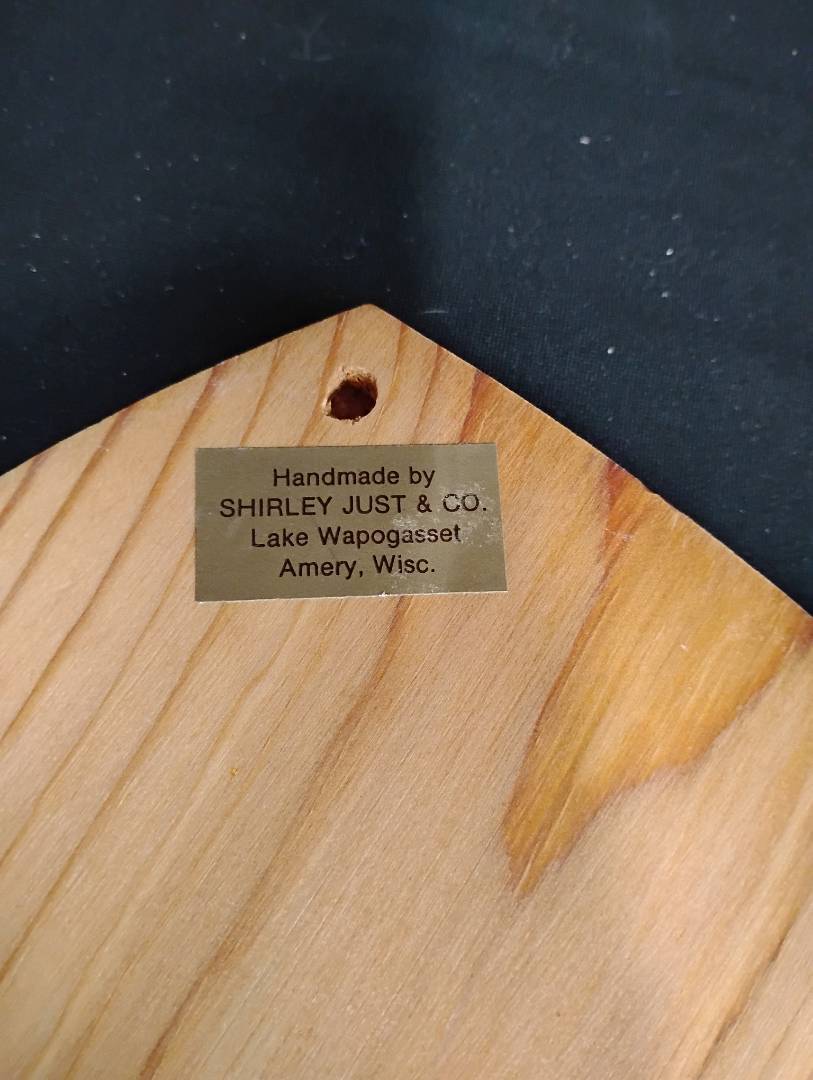 Handmade by
SHIRLEY JUST & CO.
Lake Wapogasset
Amery, Wisc.